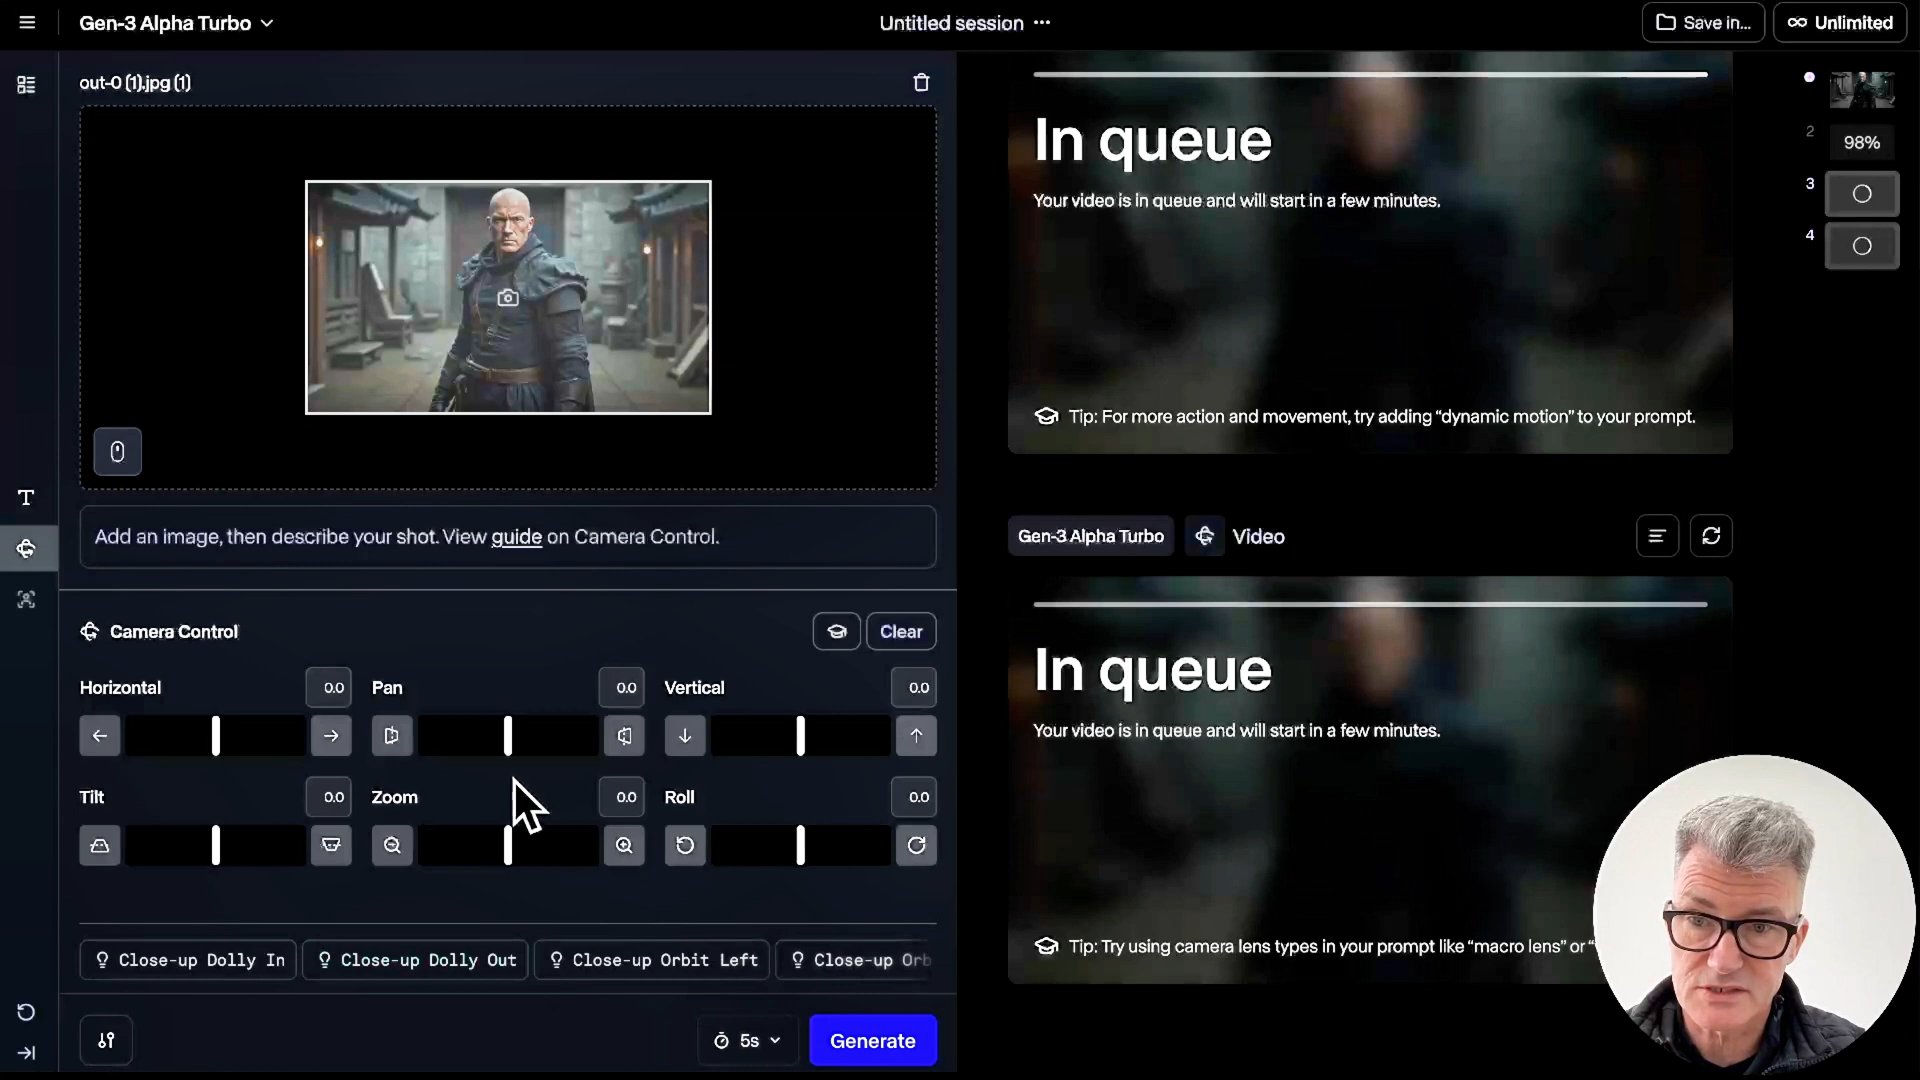 Gen-3 Alpha Turbo
Untitled session
Save in...
Unlimited
out-0 (1).jpg (1)
Add an image, then describe your shot. View guide on Camera Control.
Camera Control
Clear
Horizontal
0.0
Pan
0.0
Vertical
0.0
Tilt
0.0
Zoom
0.0
Roll
0.0
Close-up Dolly In
Close-up Dolly Out
Close-up Orbit Left
Close-up Orb
5s
Generate
In queue
Your video is in queue and will start in a few minutes.
Tip: For more action and movement, try adding “dynamic motion” to your prompt.
Gen-3 Alpha Turbo
Video
In queue
Your video is in queue and will start in a few minutes.
Tip: Try using camera lens types in your prompt like “macro lens” or “
2
98%
3
4